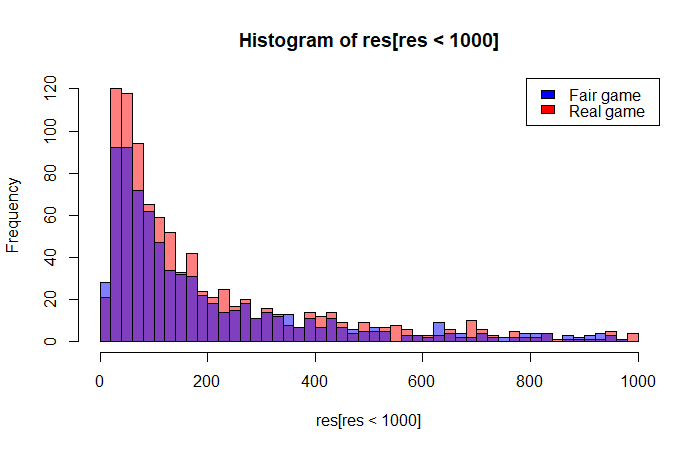 Histogram of res[res < 1000]
Fair game
Real game
Frequency
120
100
80
60
40
20
0
0 200 400 600 800 1000
res[res < 1000]